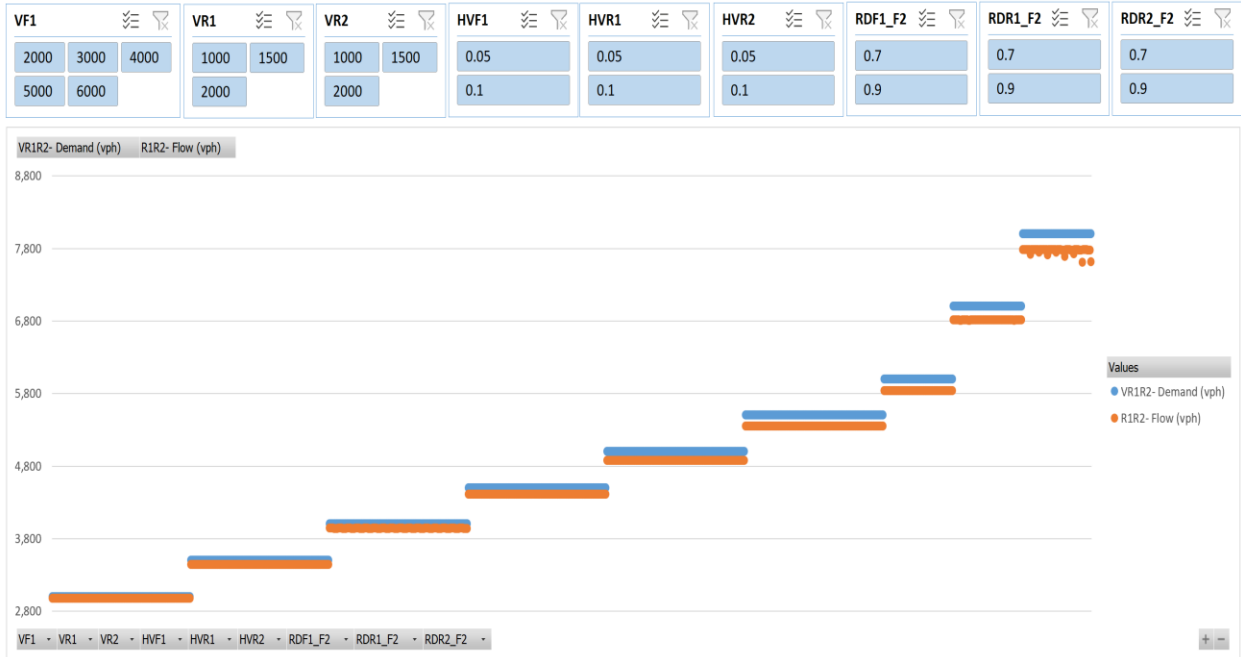 VF1 VR1 VR2 HVF1 HVR1 HVR2 RDF1_F2 RDR1_F2 RDR2_F2
2000 3000 4000 1000 1500 1000 1500 0.05 0.05 0.05 0.7 0.7 0.7
5000 6000 2000 2000 0.1 0.1 0.1 0.9 0.9 0.9
VR1R2- Demand (vph) R1R2- Flow (vph)
8,800
7,800
6,800
5,800
4,800
3,800
2,800
Values
VR1R2- Demand (vph)
R1R2- Flow (vph)
VF1 VR1 VR2 HVF1 HVR1 HVR2 RDF1_F2 RDR1_F2 RDR2_F2
+ -